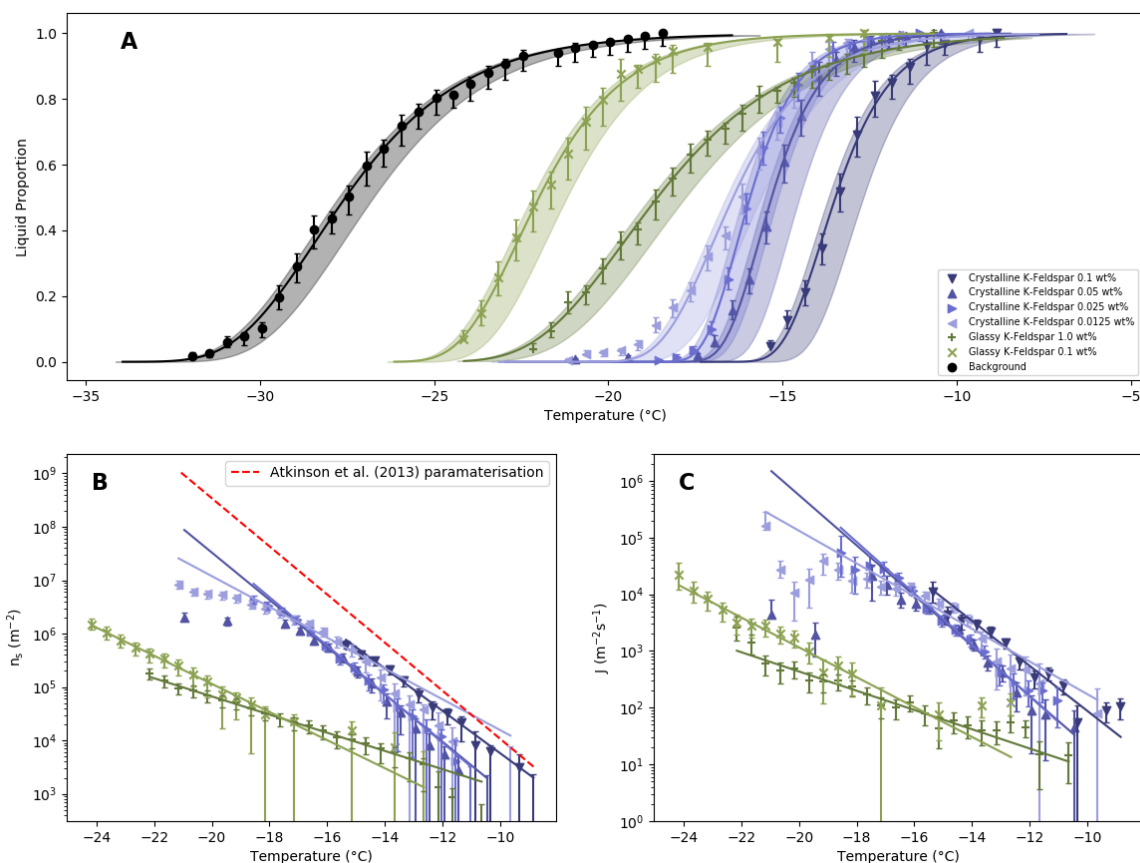 A
1.0
0.8
0.6
0.4
0.2
0.0
Liquid Proportion
−35
−30
−25
−20
−15
−10
−5
Temperature (°C)
Crystalline K-Feldspar 0.1 wt%
Crystalline K-Feldspar 0.05 wt%
Crystalline K-Feldspar 0.025 wt%
Crystalline K-Feldspar 0.0125 wt%
Glassy K-Feldspar 1.0 wt%
Glassy K-Feldspar 0.1 wt%
Background
B
Atkinson et al. (2013) paramaterisation
10⁹
10⁸
10⁷
10⁶
10⁵
10⁴
10³
nₛ (m⁻²)
−24
−22
−20
−18
−16
−14
−12
−10
Temperature (°C)
C
10⁶
10⁵
10⁴
10³
10²
10¹
10⁰
J (m⁻²s⁻¹)
−24
−22
−20
−18
−16
−14
−12
−10
Temperature (°C)